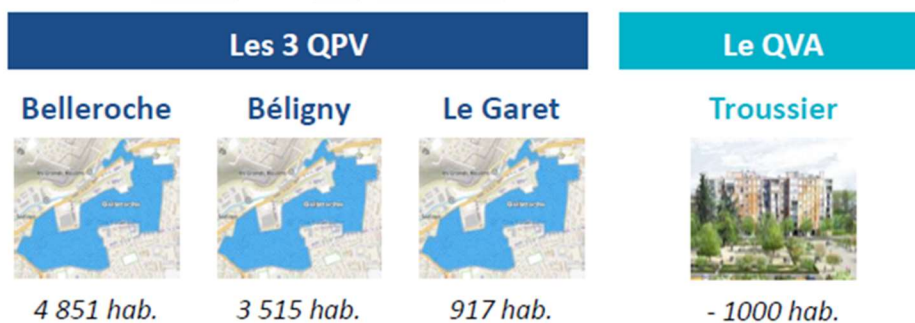 Les 3 QPV
Le QVA
Belleroche
Béligny
Le Garet
Troussier
4 851 hab.
3 515 hab.
917 hab.
- 1000 hab.